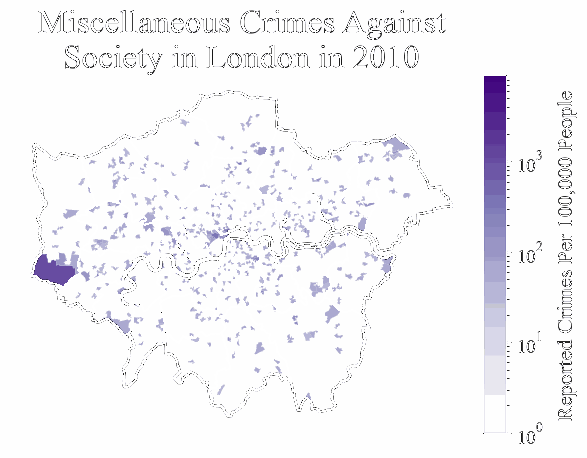 Miscellaneous Crimes Against
Society in London in 2010
10³
10²
10¹
10⁰
Reported Crimes Per 100,000 People